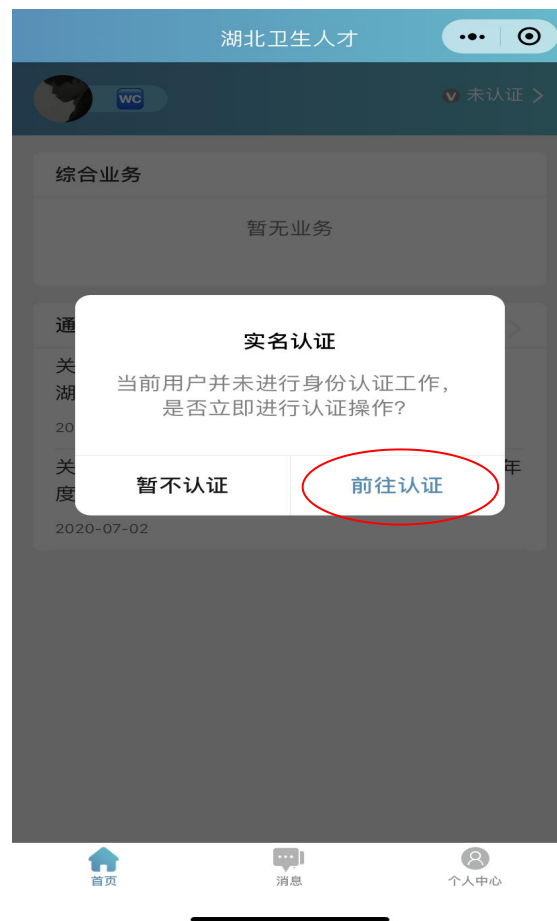 湖北卫生人才
WC
V 未认证
综合业务
暂无业务
通
关
湖
20
实名认证
当前用户并未进行身份认证工作，
是否立即进行认证操作？
暂不认证
前往认证
关
年
度
2020-07-02
首页
消息
个人中心